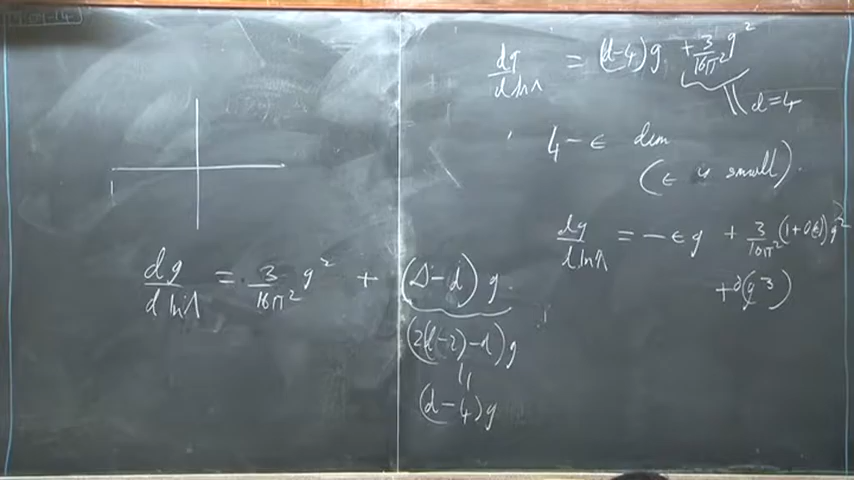 dg/d ln Λ = 3/16π² g² + (Δ-d) g.
(2(d-2)-d) g
(d-4) g
dg/d ln Λ = (d-4) g + 3/16π² g²
d=4
4-ε dim
(ε is small).
dg/d ln Λ = -ε g + 3/16π² (1+0ε) g²
+ O(g³)